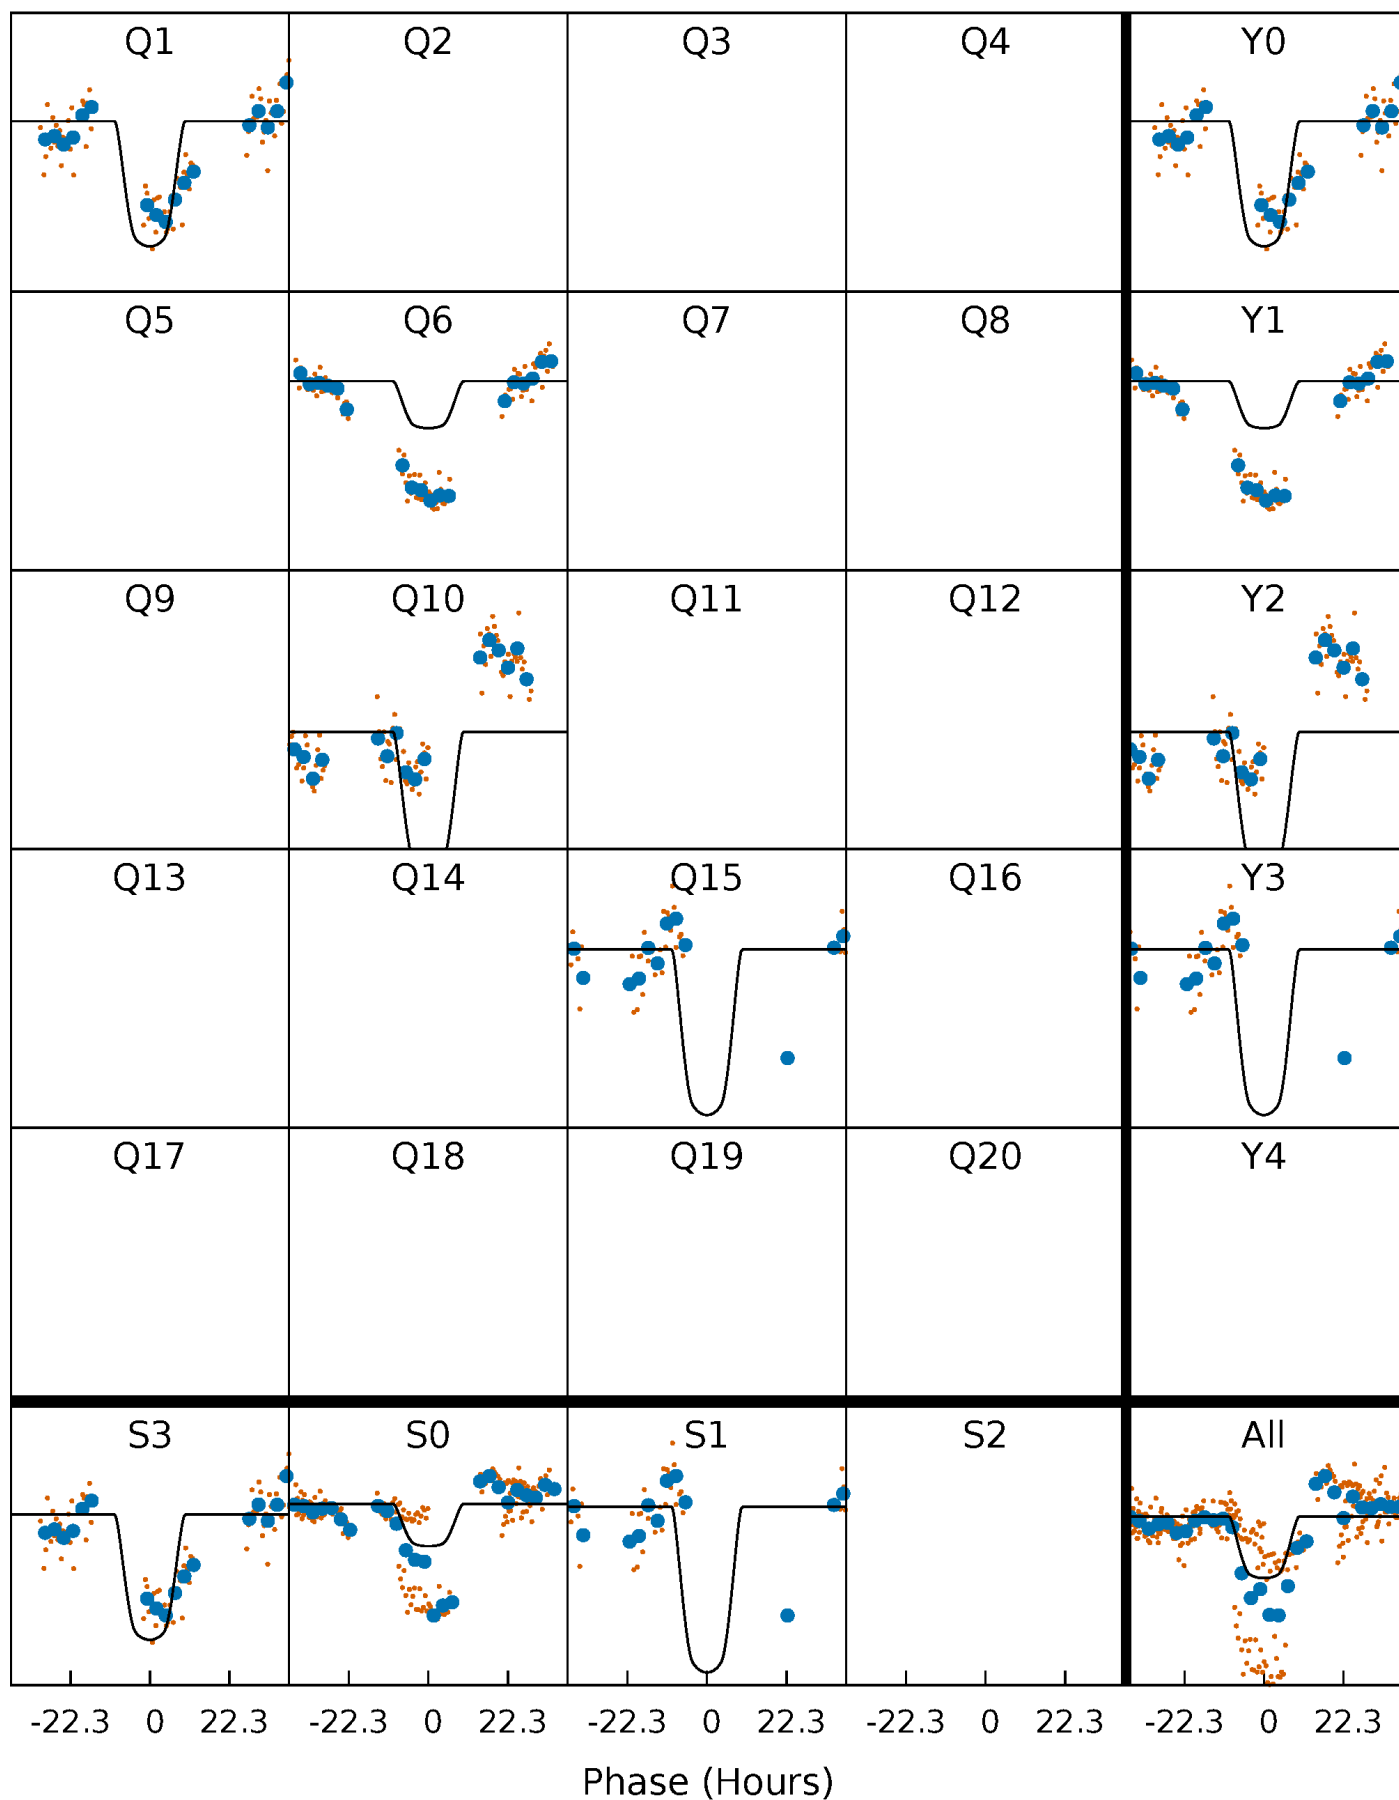 Q1 Q2 Q3 Q4 Y0
Q5 Q6 Q7 Q8 Y1
Q9 Q10 Q11 Q12 Y2
Q13 Q14 Q15 Q16 Y3
Q17 Q18 Q19 Q20 Y4
S3 S0 S1 S2 All
-22.3 0 22.3 -22.3 0 22.3 -22.3 0 22.3 -22.3 0 22.3 -22.3 0 22.3
Phase (Hours)